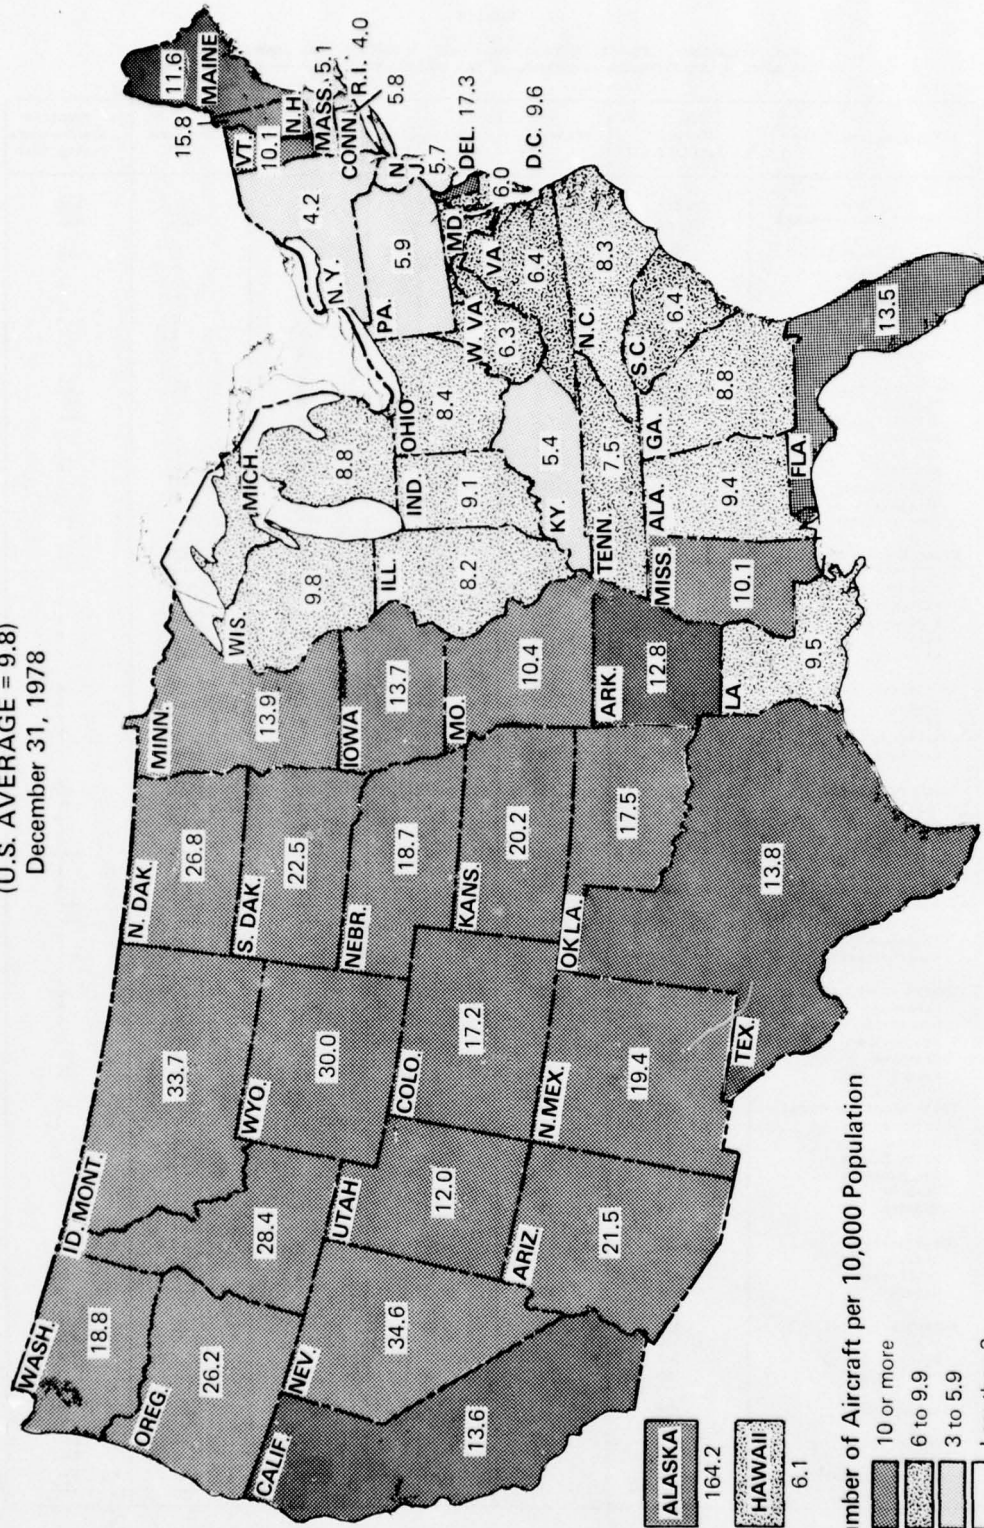 (U.S. AVERAGE = 9.8)
December 31, 1978
WASH.
18.8
OREG.
26.2
CALIF.
13.6
NEV.
34.6
ID.
28.4
MONT.
33.7
WYO.
30.0
UTAH
12.0
COLO.
17.2
ARIZ.
21.5
N.MEX.
19.4
N. DAK.
26.8
S. DAK.
22.5
NEBR.
18.7
KANS.
20.2
OKLA.
17.5
TEX.
13.8
MINN.
13.9
IOWA
13.7
MO.
10.4
ARK.
12.8
LA.
9.5
WIS.
9.8
ILL.
8.2
MICH.
8.8
IND.
9.1
OHIO
8.4
KY.
5.4
TENN.
7.5
MISS.
10.1
ALA.
9.4
GA.
8.8
FLA.
13.5
S.C.
6.4
N.C.
8.3
VA.
6.4
W. VA.
6.3
MD.
6.0
D.C. 9.6
DEL. 17.3
PA.
5.9
N.J.
5.7
N.Y.
4.2
CONN.
5.8
R.I. 4.0
MASS. 5.1
VT.
10.1
N.H.
15.8
MAINE
11.6
ALASKA
164.2
HAWAII
6.1
mber of Aircraft per 10,000 Population
10 or more
6 to 9.9
3 to 5.9